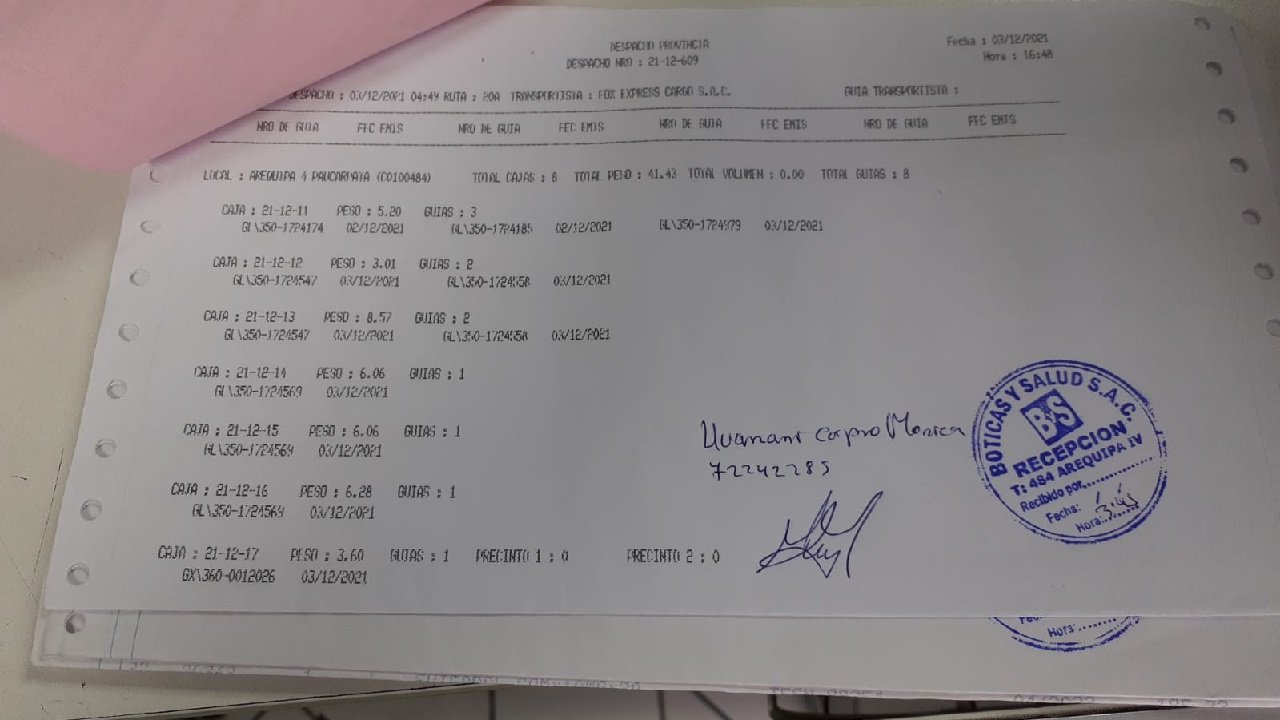 DESPACHO PROVINCIA
Fecha : 03/12/2021
DESPACHO NRO : 21-12-609
Hora : 16:48
DESPACHO : 03/12/2021 04:49 RUTA : 20A TRANSPORTISTA : FOX EXPRESS CARGO S.A.C. GUIA TRANSPORTISTA :
NRO DE GUIA FEC EMIS NRO DE GUIA FEC EMIS NRO DE GUIA FEC EMIS NRO DE GUIA FEC EMIS
LOCAL : AREQUIPA 4 PAUCARPATA (CO100484) TOTAL CAJAS : 8 TOTAL PESO : 41.43 TOTAL VOLUMEN : 0.00 TOTAL GUIAS : 8
CAJA : 21-12-11 PESO : 5.20 GUIAS : 3
GL\350-1724174 02/12/2021 GL\350-1724185 02/12/2021 GL\350-1724979 03/12/2021
CAJA : 21-12-12 PESO : 3.01 GUIAS : 2
GL\350-1724547 03/12/2021 GL\350-1724558 03/12/2021
CAJA : 21-12-13 PESO : 8.57 GUIAS : 2
GL\350-1724547 03/12/2021 GL\350-1724558 03/12/2021
CAJA : 21-12-14 PESO : 6.06 GUIAS : 1
GL\350-1724569 03/12/2021
CAJA : 21-12-15 PESO : 6.06 GUIAS : 1
GL\350-1724569 03/12/2021
CAJA : 21-12-16 PESO : 6.28 GUIAS : 1
GL\350-1724569 03/12/2021
CAJA : 21-12-17 PESO : 3.60 GUIAS : 1 PRECINTO 1 : 0 PRECINTO 2 : 0
GX\360-0012026 03/12/2021
Huamani Carpio Monica
72242285
BOTICAS Y SALUD S.A.C.
BS
RECEPCION
T: 484 AREQUIPA IV
Recibido por..........
Fecha:
Hora: 3:45
Hora:........